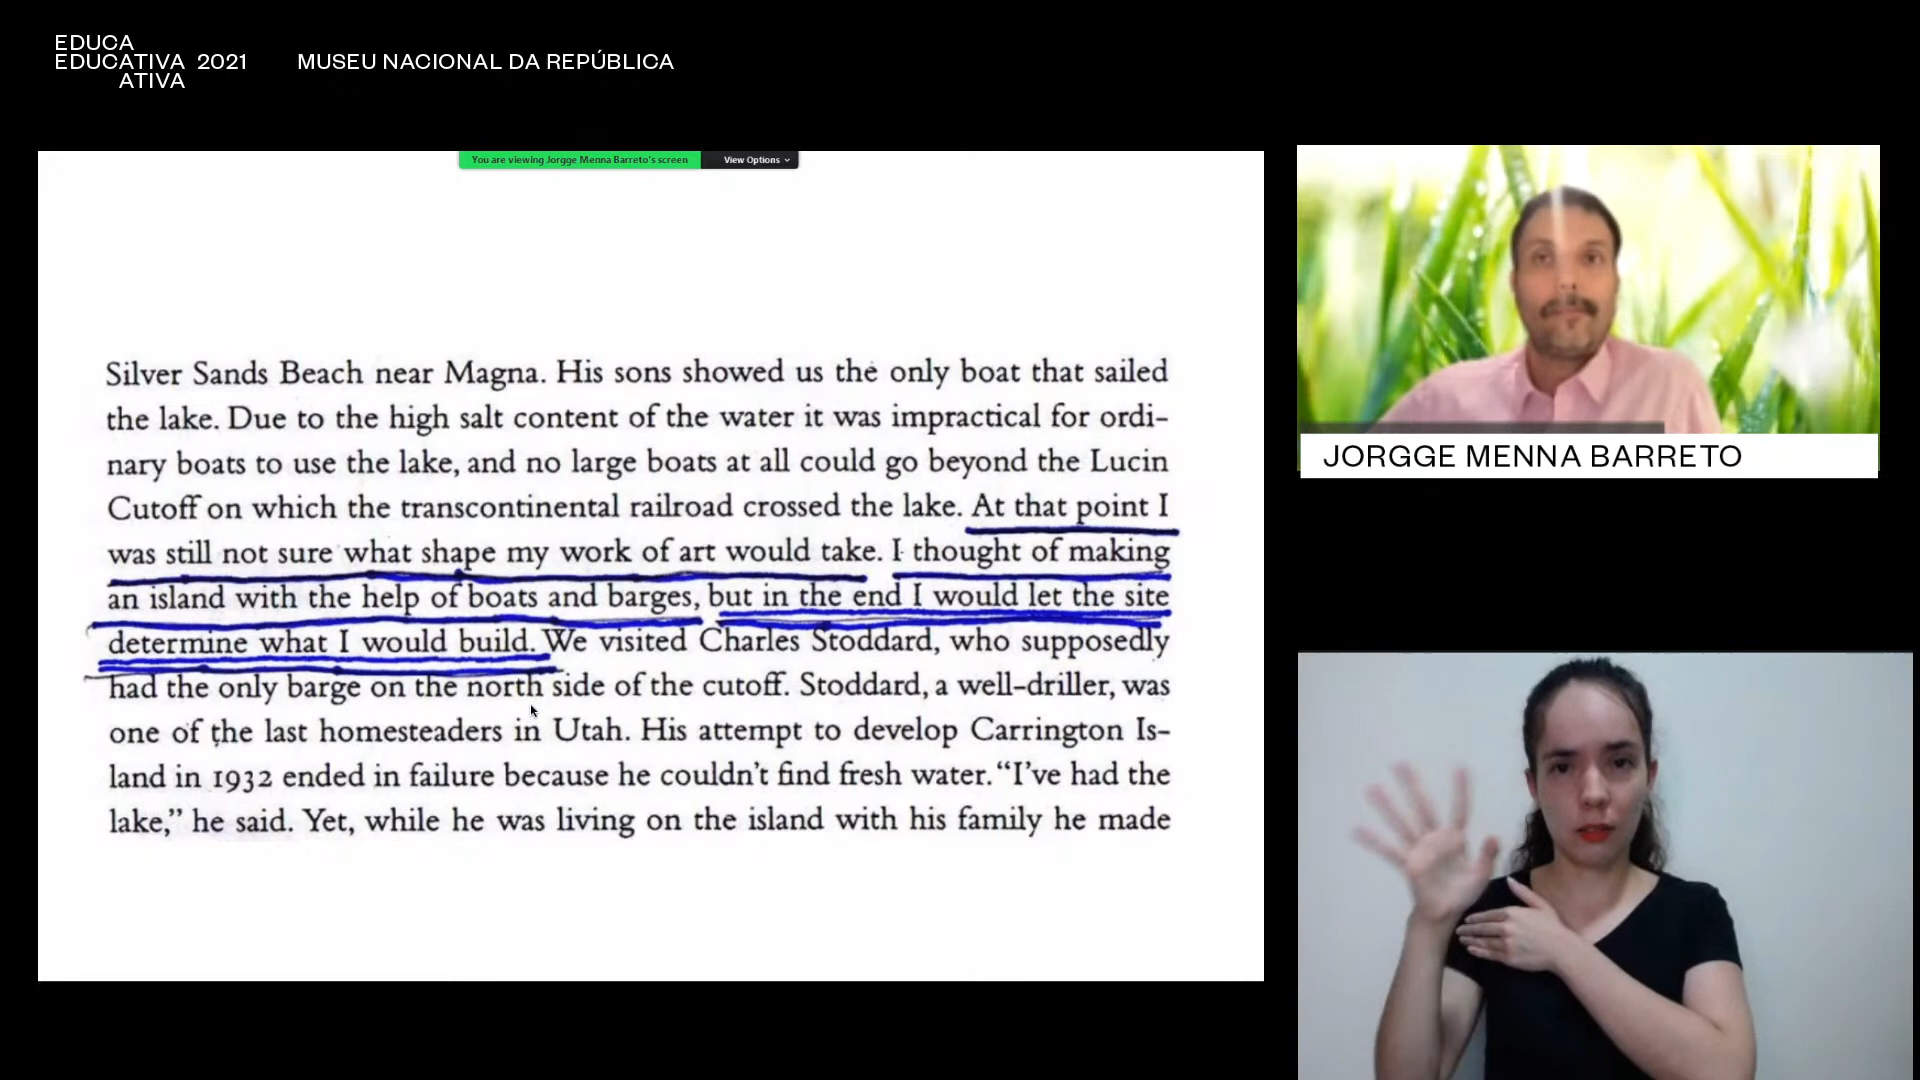 EDUCA
EDUCATIVA 2021
ATIVA
MUSEU NACIONAL DA REPÚBLICA
You are viewing Jorgge Menna Barreto's screen
View Options
Silver Sands Beach near Magna. His sons showed us the only boat that sailed
the lake. Due to the high salt content of the water it was impractical for ordi-
nary boats to use the lake, and no large boats at all could go beyond the Lucin
Cutoff on which the transcontinental railroad crossed the lake. At that point I
was still not sure what shape my work of art would take. I thought of making
an island with the help of boats and barges, but in the end I would let the site
determine what I would build. We visited Charles Stoddard, who supposedly
had the only barge on the north side of the cutoff. Stoddard, a well-driller, was
one of the last homesteaders in Utah. His attempt to develop Carrington Is-
land in 1932 ended in failure because he couldn't find fresh water. “I've had the
lake,” he said. Yet, while he was living on the island with his family he made
JORGGE MENNA BARRETO